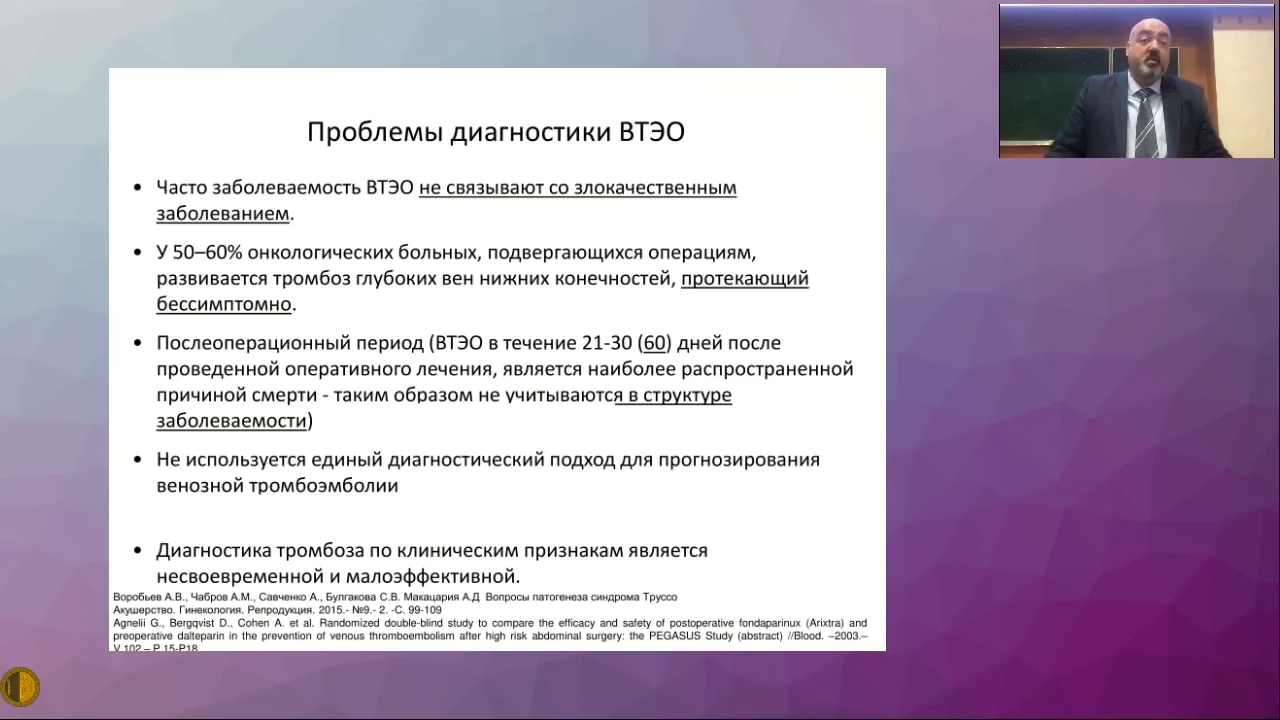 Проблемы диагностики ВТЭО
• Часто заболеваемость ВТЭО не связывают со злокачественным
заболеванием.
• У 50–60% онкологических больных, подвергающихся операциям,
развивается тромбоз глубоких вен нижних конечностей, протекающий
бессимптомно.
• Послеоперационный период (ВТЭО в течение 21-30 (60) дней после
проведенной оперативного лечения, является наиболее распространенной
причиной смерти - таким образом не учитываются в структуре
заболеваемости)
• Не используется единый диагностический подход для прогнозирования
венозной тромбоэмболии
• Диагностика тромбоза по клиническим признакам является
несвоевременной и малоэффективной.
Воробьев А.В., Чабров А.М., Савченко А., Булгакова С.В. Макацария А.Д Вопросы патогенеза синдрома Труссо
Акушерство. Гинекология. Репродукция. 2015.- №9.- 2. -С. 99-109
Agnelii G., Bergqvist D., Cohen A. et al. Randomized double-blind study to compare the efficacy and safety of postoperative fondaparinux (Arixtra) and
preoperative dalteparin in the prevention of venous thromboembolism after high risk abdominal surgery: the PEGASUS Study (abstract) //Blood. –2003.–
V.102 – P.15-P18